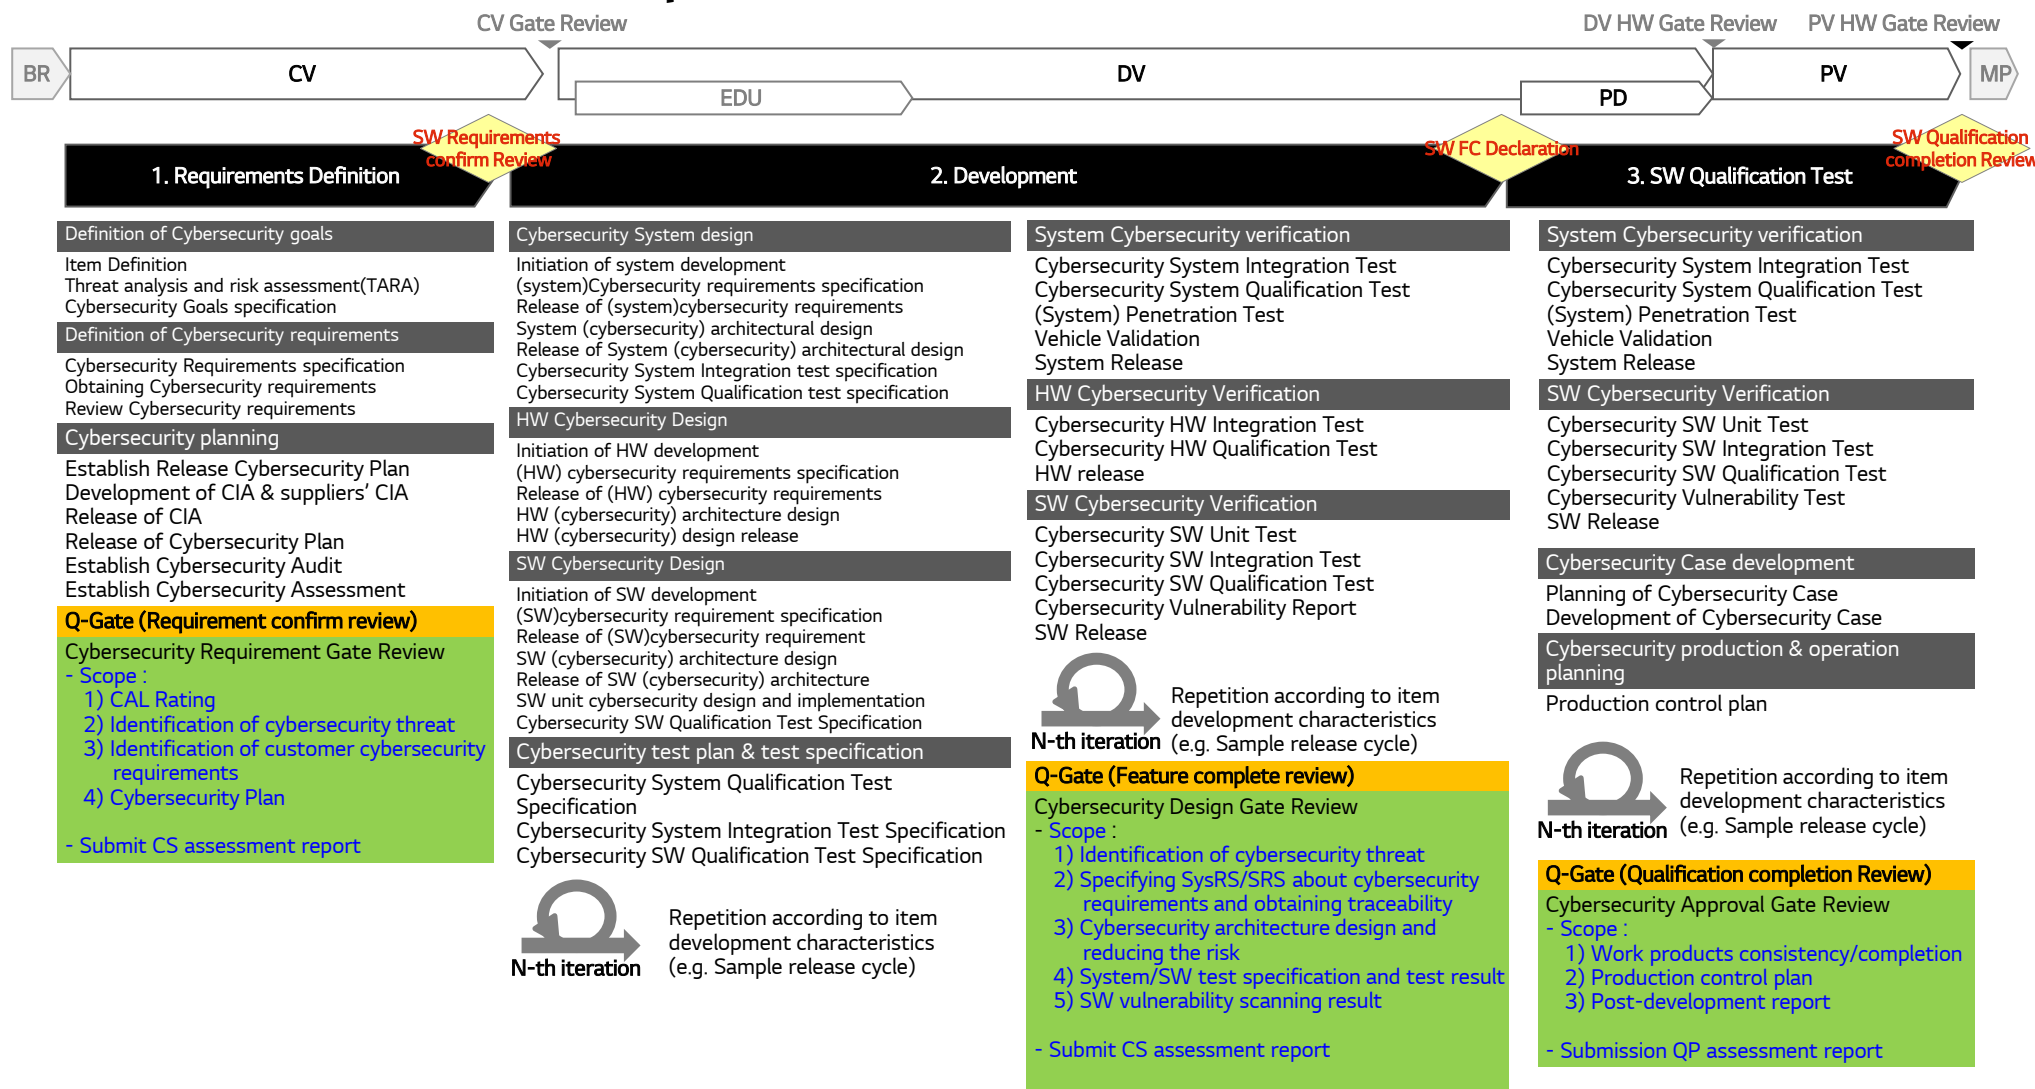 CV Gate Review
DV HW Gate Review
PV HW Gate Review
BR
CV
DV
PV
MP
EDU
PD
SW Requirements
confirm Review
SW FC Declaration
SW Qualification
completion Review
1. Requirements Definition
2. Development
3. SW Qualification Test
Definition of Cybersecurity goals
Item Definition
Threat analysis and risk assessment(TARA)
Cybersecurity Goals specification
Definition of Cybersecurity requirements
Cybersecurity Requirements specification
Obtaining Cybersecurity requirements
Review Cybersecurity requirements
Cybersecurity planning
Establish Release Cybersecurity Plan
Development of CIA & suppliers' CIA
Release of CIA
Release of Cybersecurity Plan
Establish Cybersecurity Audit
Establish Cybersecurity Assessment
Q-Gate (Requirement confirm review)
Cybersecurity Requirement Gate Review
- Scope :
1) CAL Rating
2) Identification of cybersecurity threat
3) Identification of customer cybersecurity
requirements
4) Cybersecurity Plan
- Submit CS assessment report
Cybersecurity System design
Initiation of system development
(system)Cybersecurity requirements specification
Release of (system)cybersecurity requirements
System (cybersecurity) architectural design
Release of System (cybersecurity) architectural design
Cybersecurity System Integration test specification
Cybersecurity System Qualification test specification
HW Cybersecurity Design
Initiation of HW development
(HW) cybersecurity requirements specification
Release of (HW) cybersecurity requirements
HW (cybersecurity) architecture design
HW (cybersecurity) design release
SW Cybersecurity Design
Initiation of SW development
(SW)cybersecurity requirement specification
Release of (SW)cybersecurity requirement
SW (cybersecurity) architecture design
Release of SW (cybersecurity) architecture
SW unit cybersecurity design and implementation
Cybersecurity SW Qualification Test Specification
Cybersecurity test plan & test specification
Cybersecurity System Qualification Test
Specification
Cybersecurity System Integration Test Specification
Cybersecurity SW Qualification Test Specification
N-th iteration
Repetition according to item
development characteristics
(e.g. Sample release cycle)
System Cybersecurity verification
Cybersecurity System Integration Test
Cybersecurity System Qualification Test
(System) Penetration Test
Vehicle Validation
System Release
HW Cybersecurity Verification
Cybersecurity HW Integration Test
Cybersecurity HW Qualification Test
HW release
SW Cybersecurity Verification
Cybersecurity SW Unit Test
Cybersecurity SW Integration Test
Cybersecurity SW Qualification Test
Cybersecurity Vulnerability Report
SW Release
N-th iteration
Repetition according to item
development characteristics
(e.g. Sample release cycle)
Q-Gate (Feature complete review)
Cybersecurity Design Gate Review
- Scope :
1) Identification of cybersecurity threat
2) Specifying SysRS/SRS about cybersecurity
requirements and obtaining traceability
3) Cybersecurity architecture design and
reducing the risk
4) System/SW test specification and test result
5) SW vulnerability scanning result
- Submit CS assessment report
System Cybersecurity verification
Cybersecurity System Integration Test
Cybersecurity System Qualification Test
(System) Penetration Test
Vehicle Validation
System Release
SW Cybersecurity Verification
Cybersecurity SW Unit Test
Cybersecurity SW Integration Test
Cybersecurity SW Qualification Test
Cybersecurity Vulnerability Test
SW Release
Cybersecurity Case development
Planning of Cybersecurity Case
Development of Cybersecurity Case
Cybersecurity production & operation
planning
Production control plan
N-th iteration
Repetition according to item
development characteristics
(e.g. Sample release cycle)
Q-Gate (Qualification completion Review)
Cybersecurity Approval Gate Review
- Scope :
1) Work products consistency/completion
2) Production control plan
3) Post-development report
- Submission QP assessment report